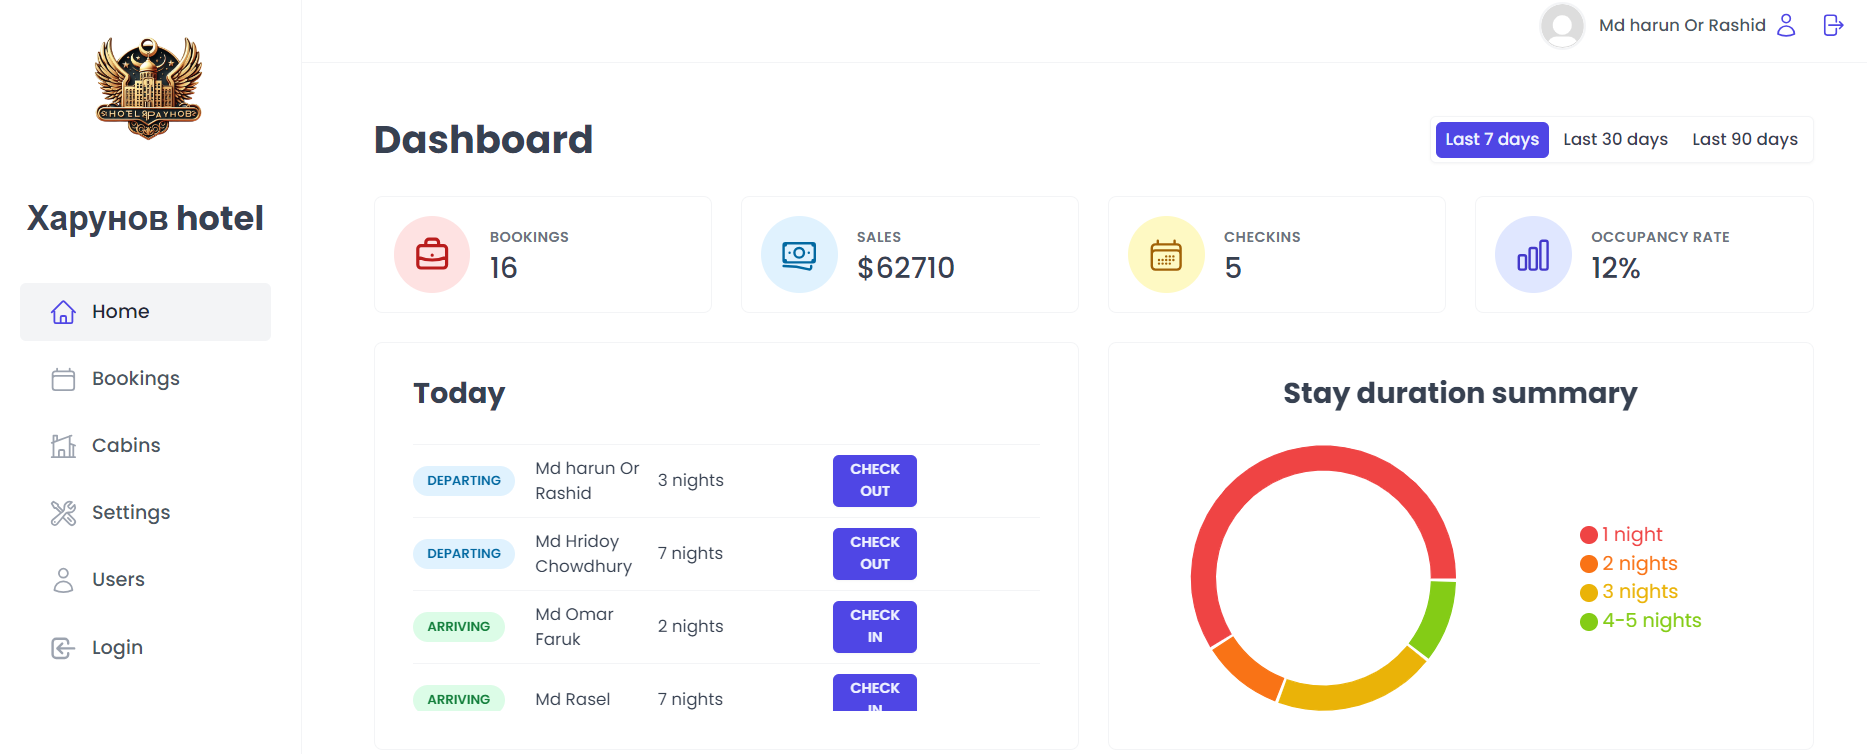 Md harun Or Rashid
Харунов hotel
Home
Bookings
Cabins
Settings
Users
Login
Dashboard
Last 7 days Last 30 days Last 90 days
BOOKINGS
16
SALES
$62710
CHECKINS
5
OCCUPANCY RATE
12%
Today
DEPARTING Md harun Or Rashid 3 nights CHECK OUT
DEPARTING Md Hridoy Chowdhury 7 nights CHECK OUT
ARRIVING Md Omar Faruk 2 nights CHECK IN
ARRIVING Md Rasel 7 nights CHECK IN
Stay duration summary
1 night
2 nights
3 nights
4-5 nights